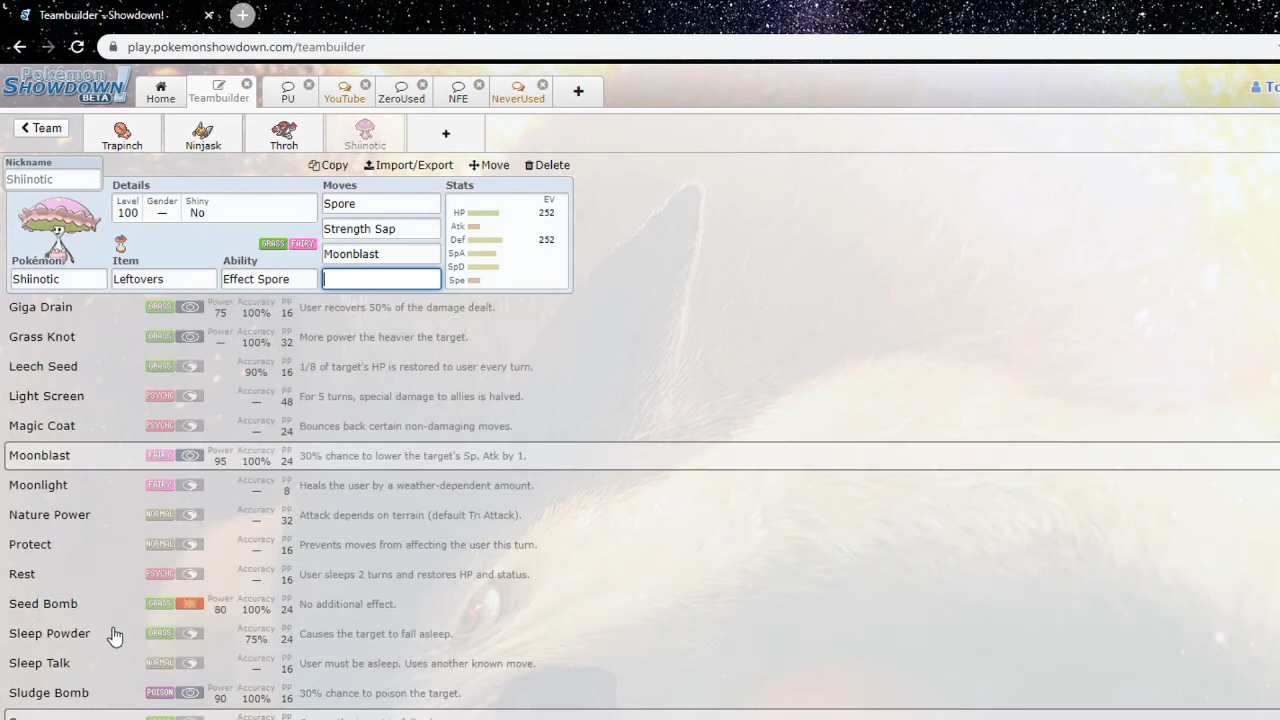 Teambuilder - Showdown!
play.pokemonshowdown.com/teambuilder
Pokémon
SHOWDOWN!
BETA
Home
Teambuilder
PU
YouTube
ZeroUsed
NFE
NeverUsed
+
< Team
Trapinch
Ninjask
Throh
Shiinotic
+
Nickname
Shiinotic
Copy
Import/Export
Move
Delete
Details
Level Gender Shiny
100 — No
GRASS FAIRY
Pokémon
Shiinotic
Item
Leftovers
Ability
Effect Spore
Moves
Spore
Strength Sap
Moonblast
Stats
EV
HP 252
Atk
Def 252
SpA
SpD
Spe
Giga Drain GRASS Power 75 Accuracy 100% PP 16 User recovers 50% of the damage dealt.
Grass Knot GRASS Power — Accuracy 100% PP 32 More power the heavier the target.
Leech Seed GRASS Accuracy 90% PP 16 1/8 of target's HP is restored to user every turn.
Light Screen PSYCHC Accuracy — PP 48 For 5 turns, special damage to allies is halved.
Magic Coat PSYCHC Accuracy — PP 24 Bounces back certain non-damaging moves.
Moonblast FAIRY Power 95 Accuracy 100% PP 24 30% chance to lower the target's Sp. Atk by 1.
Moonlight FAIRY Accuracy — PP 8 Heals the user by a weather-dependent amount.
Nature Power NORMAL Accuracy — PP 32 Attack depends on terrain (default Tri Attack).
Protect NORMAL Accuracy — PP 16 Prevents moves from affecting the user this turn.
Rest PSYCHC Accuracy — PP 16 User sleeps 2 turns and restores HP and status.
Seed Bomb GRASS Power 80 Accuracy 100% PP 24 No additional effect.
Sleep Powder GRASS Accuracy 75% PP 24 Causes the target to fall asleep.
Sleep Talk NORMAL Accuracy — PP 16 User must be asleep. Uses another known move.
Sludge Bomb POISON Power 90 Accuracy 100% PP 16 30% chance to poison the target.